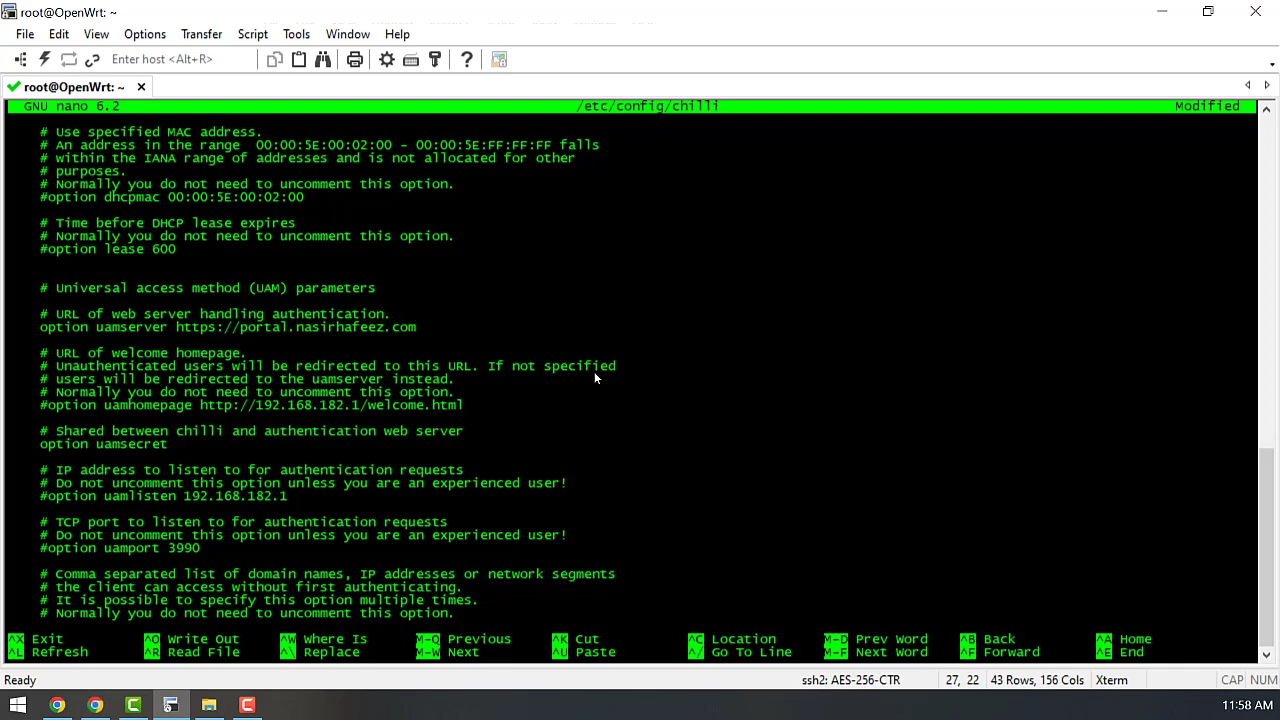 root@OpenWrt: ~
File Edit View Options Transfer Script Tools Window Help
Enter host <Alt+R>
root@OpenWrt: ~
GNU nano 6.2 /etc/config/chilli Modified
# Use specified MAC address.
# An address in the range 00:00:5E:00:02:00 - 00:00:5E:FF:FF:FF falls
# within the IANA range of addresses and is not allocated for other
# purposes.
# Normally you do not need to uncomment this option.
#option dhcpmac 00:00:5E:00:02:00
# Time before DHCP lease expires
# Normally you do not need to uncomment this option.
#option lease 600
# Universal access method (UAM) parameters
# URL of web server handling authentication.
option uamserver https://portal.nasirhafeez.com
# URL of welcome homepage.
# Unauthenticated users will be redirected to this URL. If not specified
# users will be redirected to the uamserver instead.
# Normally you do not need to uncomment this option.
#option uamhomepage http://192.168.182.1/welcome.html
# Shared between chilli and authentication web server
option uamsecret
# IP address to listen to for authentication requests
# Do not uncomment this option unless you are an experienced user!
#option uamlisten 192.168.182.1
# TCP port to listen to for authentication requests
# Do not uncomment this option unless you are an experienced user!
#option uamport 3990
# Comma separated list of domain names, IP addresses or network segments
# the client can access without first authenticating.
# It is possible to specify this option multiple times.
# Normally you do not need to uncomment this option.
^X Exit ^O Write Out ^W Where Is M-Q Previous ^K Cut ^C Location M-D Prev Word ^B Back ^A Home
^L Refresh ^R Read File ^\ Replace M-W Next ^U Paste ^/ Go To Line M-F Next Word ^F Forward ^E End
Ready ssh2: AES-256-CTR 27, 22 43 Rows, 156 Cols Xterm CAP NUM
11:58 AM